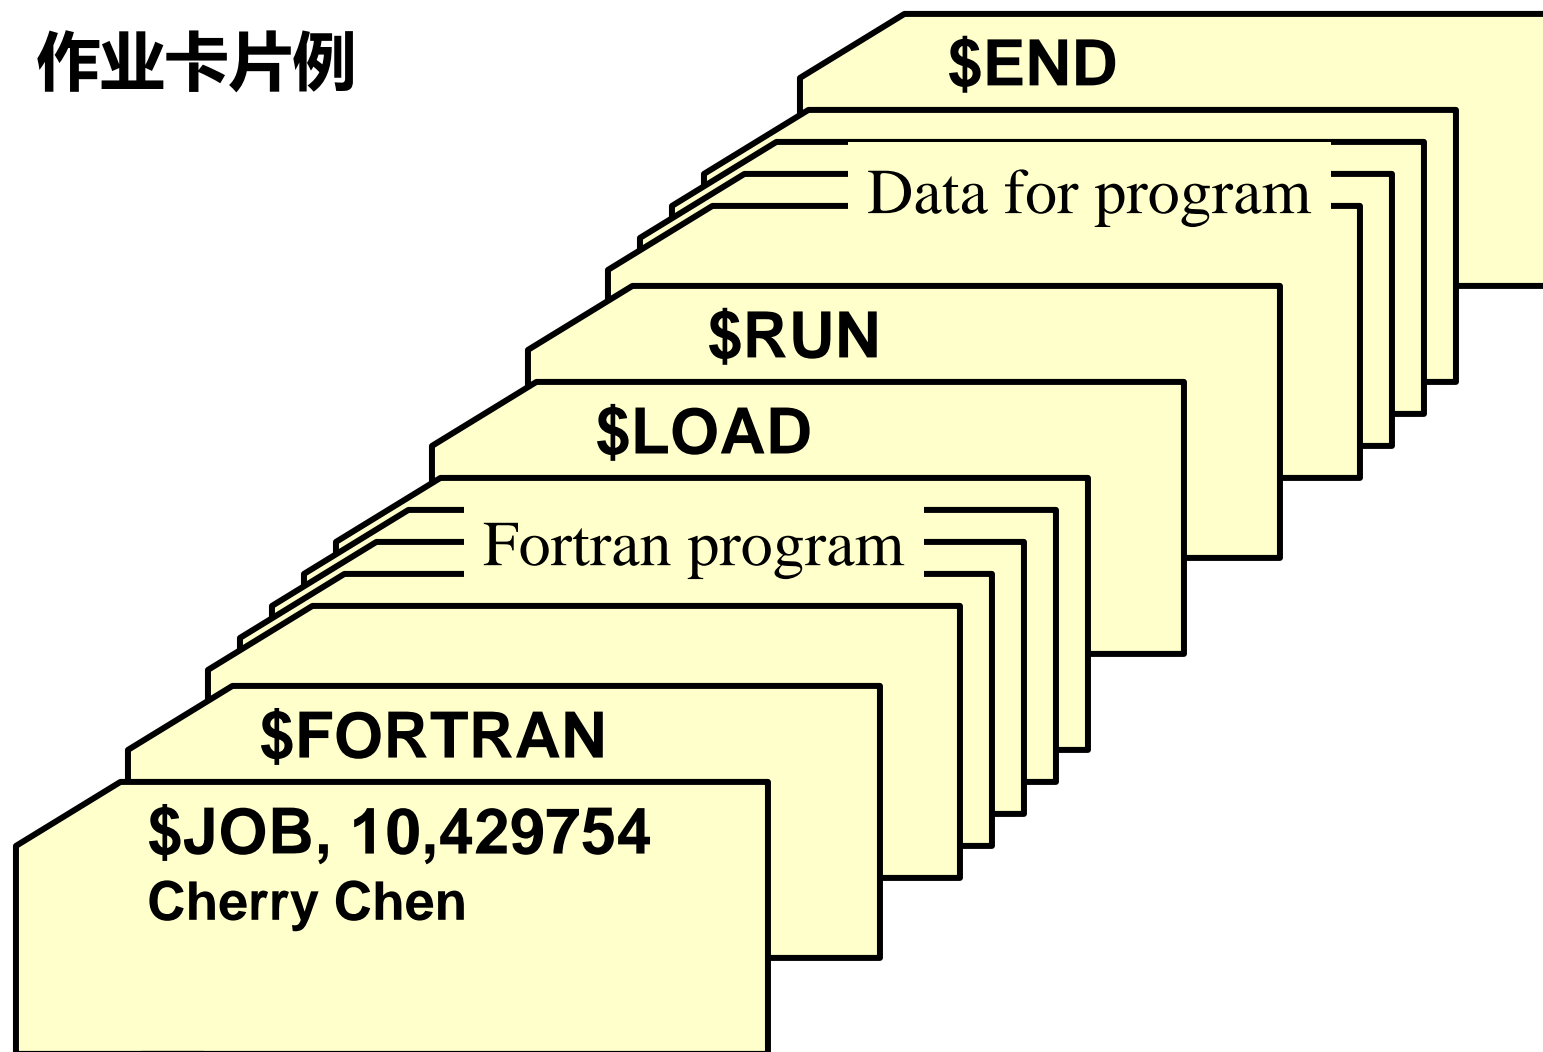 作业卡片例
$END
Data for program
$RUN
$LOAD
Fortran program
$FORTRAN
$JOB, 10,429754
Cherry Chen